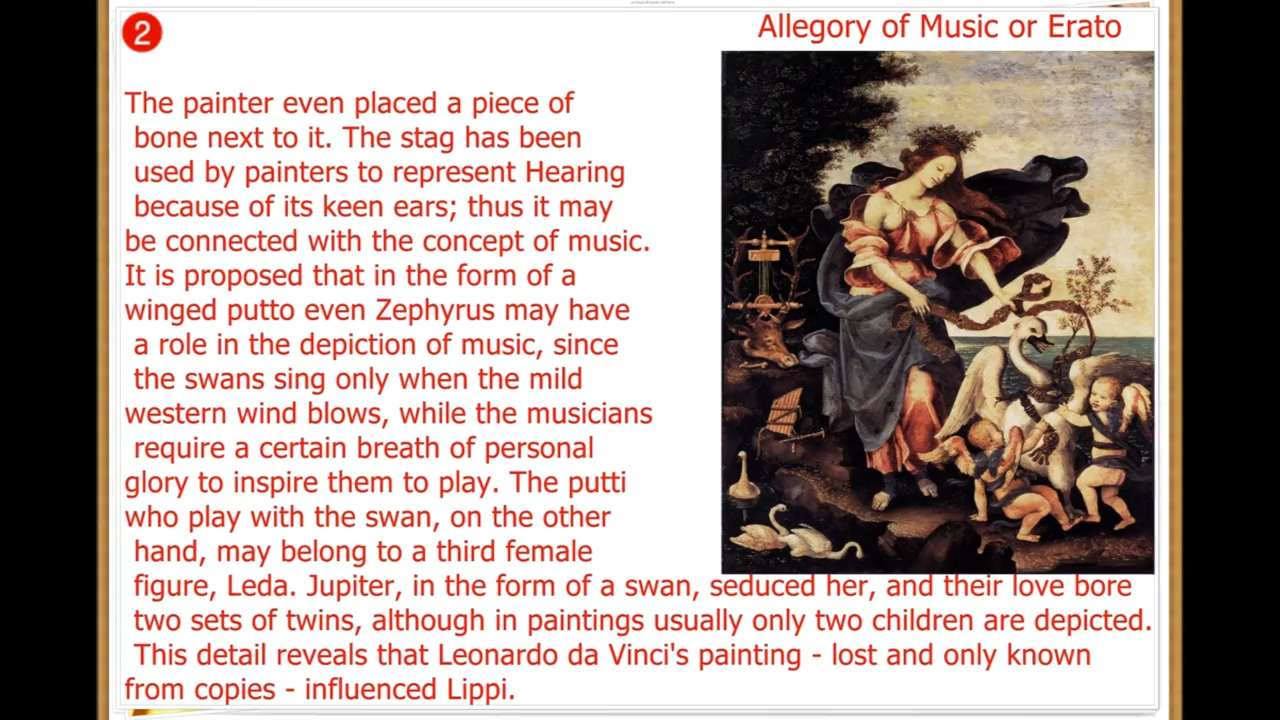 2
Allegory of Music or Erato
The painter even placed a piece of
bone next to it. The stag has been
used by painters to represent Hearing
because of its keen ears; thus it may
be connected with the concept of music.
It is proposed that in the form of a
winged putto even Zephyrus may have
a role in the depiction of music, since
the swans sing only when the mild
western wind blows, while the musicians
require a certain breath of personal
glory to inspire them to play. The putti
who play with the swan, on the other
hand, may belong to a third female
figure, Leda. Jupiter, in the form of a swan, seduced her, and their love bore
two sets of twins, although in paintings usually only two children are depicted.
This detail reveals that Leonardo da Vinci's painting - lost and only known
from copies - influenced Lippi.